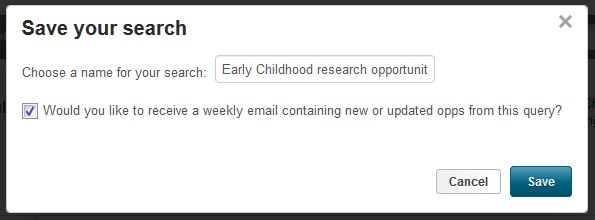 Save your search
Choose a name for your search: Early Childhood research opportunit
Would you like to receive a weekly email containing new or updated opps from this query?
Cancel Save